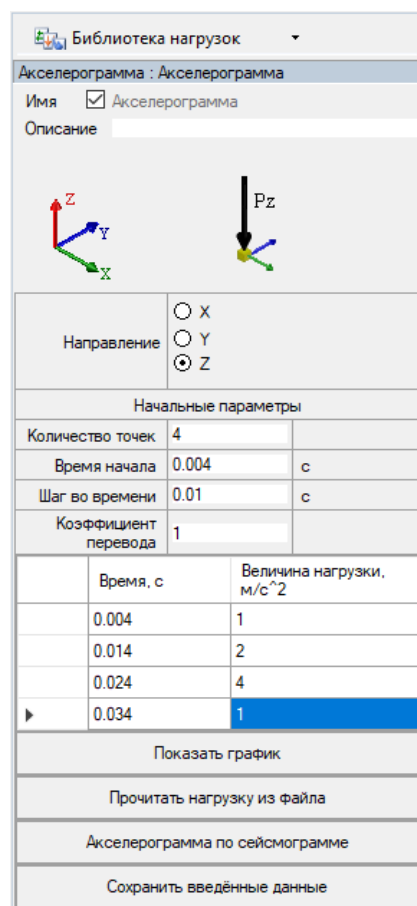 Библиотека нагрузок
Акселерограмма : Акселерограмма
Имя Акселерограмма
Описание
Z
Y
X
Pz
Направление
X
Y
Z
Начальные параметры
Количество точек 4
Время начала 0.004 с
Шаг во времени 0.01 с
Коэффициент
перевода 1
Время, с Величина нагрузки,
м/с^2
0.004 1
0.014 2
0.024 4
0.034 1
Показать график
Прочитать нагрузку из файла
Акселерограмма по сейсмограмме
Сохранить введённые данные